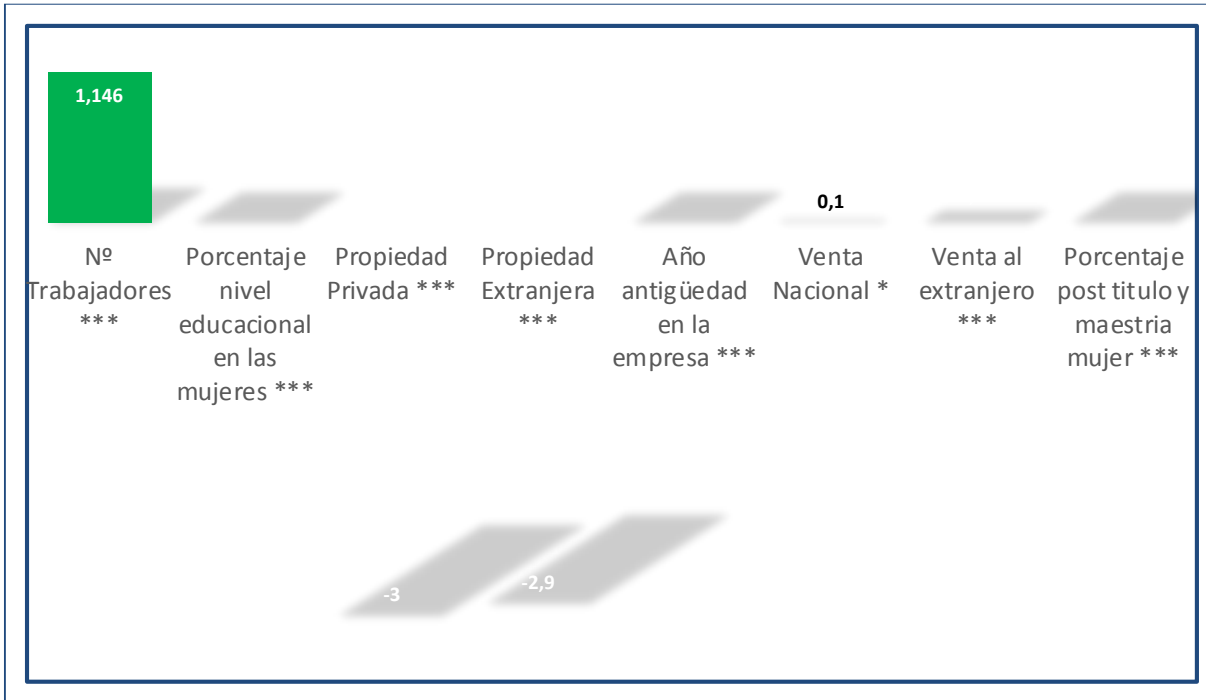 1,146
0,1
Nº
Trabajadores
***
Porcentaje
nivel
educacional
en las
mujeres ***
Propiedad
Privada ***
Propiedad
Extranjera
***
Año
antigüedad
en la
empresa ***
Venta
Nacional *
Venta al
extranjero
***
Porcentaje
post titulo y
maestria
mujer ***
-3
-2,9